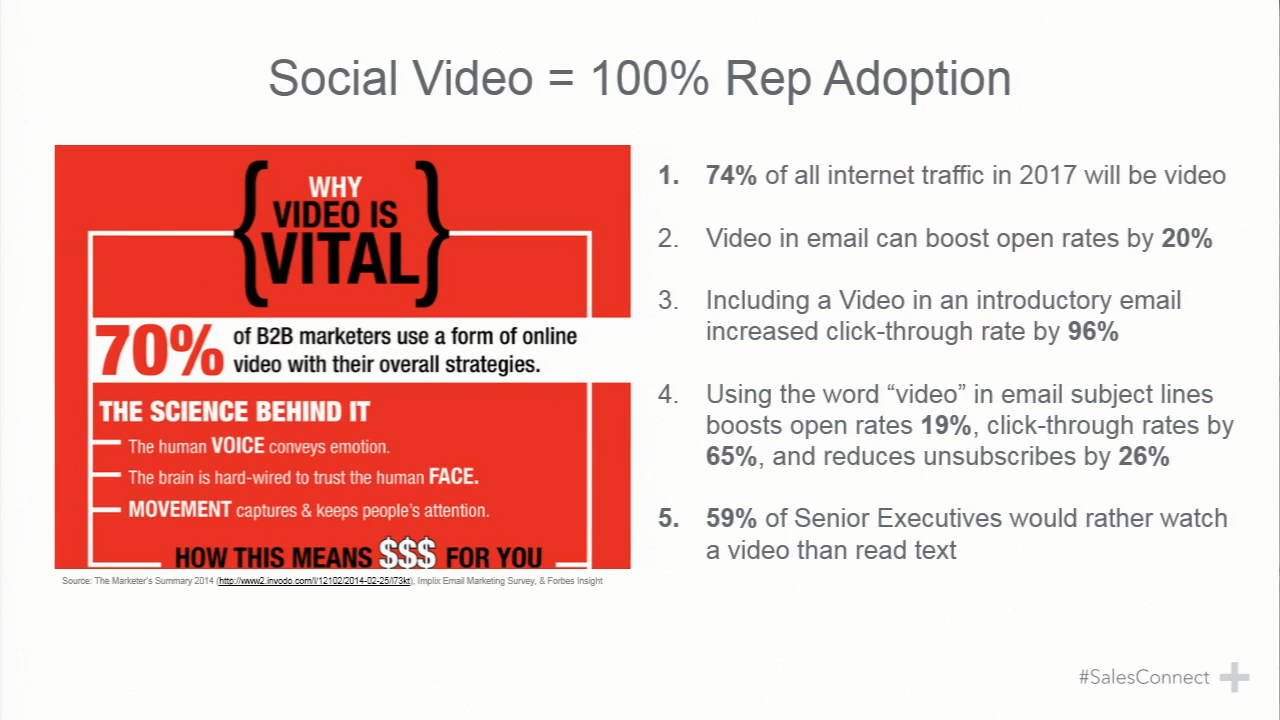 Social Video = 100% Rep Adoption
WHY
VIDEO IS
VITAL
70% of B2B marketers use a form of online
video with their overall strategies.
THE SCIENCE BEHIND IT
The human VOICE conveys emotion.
The brain is hard-wired to trust the human FACE.
MOVEMENT captures & keeps people's attention.
HOW THIS MEANS $$$ FOR YOU
Source: The Marketer's Summary 2014 (http://www2.invodo.com/l/12102/2014-02-25/l73kt), Implix Email Marketing Survey, & Forbes Insight
1. 74% of all internet traffic in 2017 will be video
2. Video in email can boost open rates by 20%
3. Including a Video in an introductory email
increased click-through rate by 96%
4. Using the word “video” in email subject lines
boosts open rates 19%, click-through rates by
65%, and reduces unsubscribes by 26%
5. 59% of Senior Executives would rather watch
a video than read text
#SalesConnect